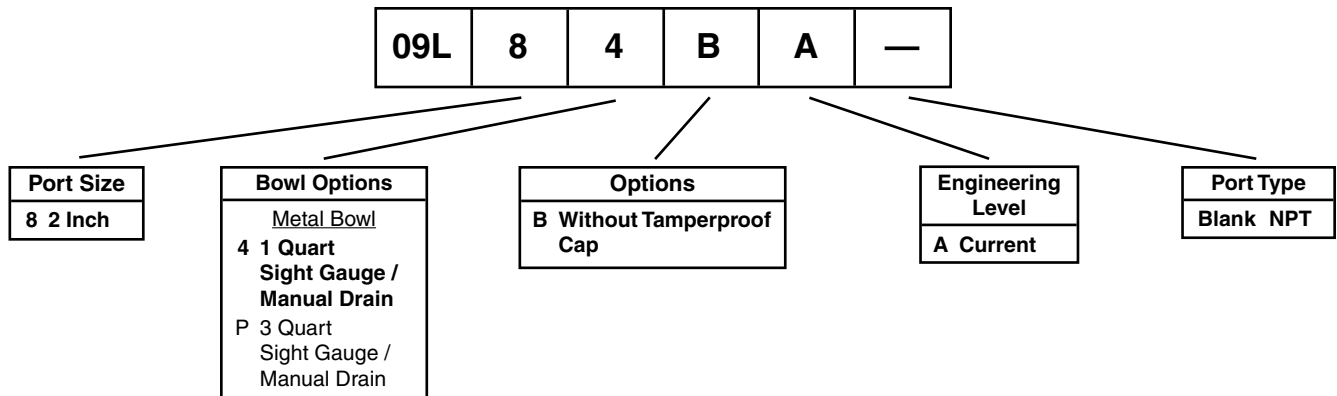 09L 8 4 B A —
Port Size
8 2 Inch
Bowl Options
Metal Bowl
4 1 Quart
Sight Gauge /
Manual Drain
P 3 Quart
Sight Gauge /
Manual Drain
Options
B Without Tamperproof
Cap
Engineering
Level
A Current
Port Type
Blank NPT